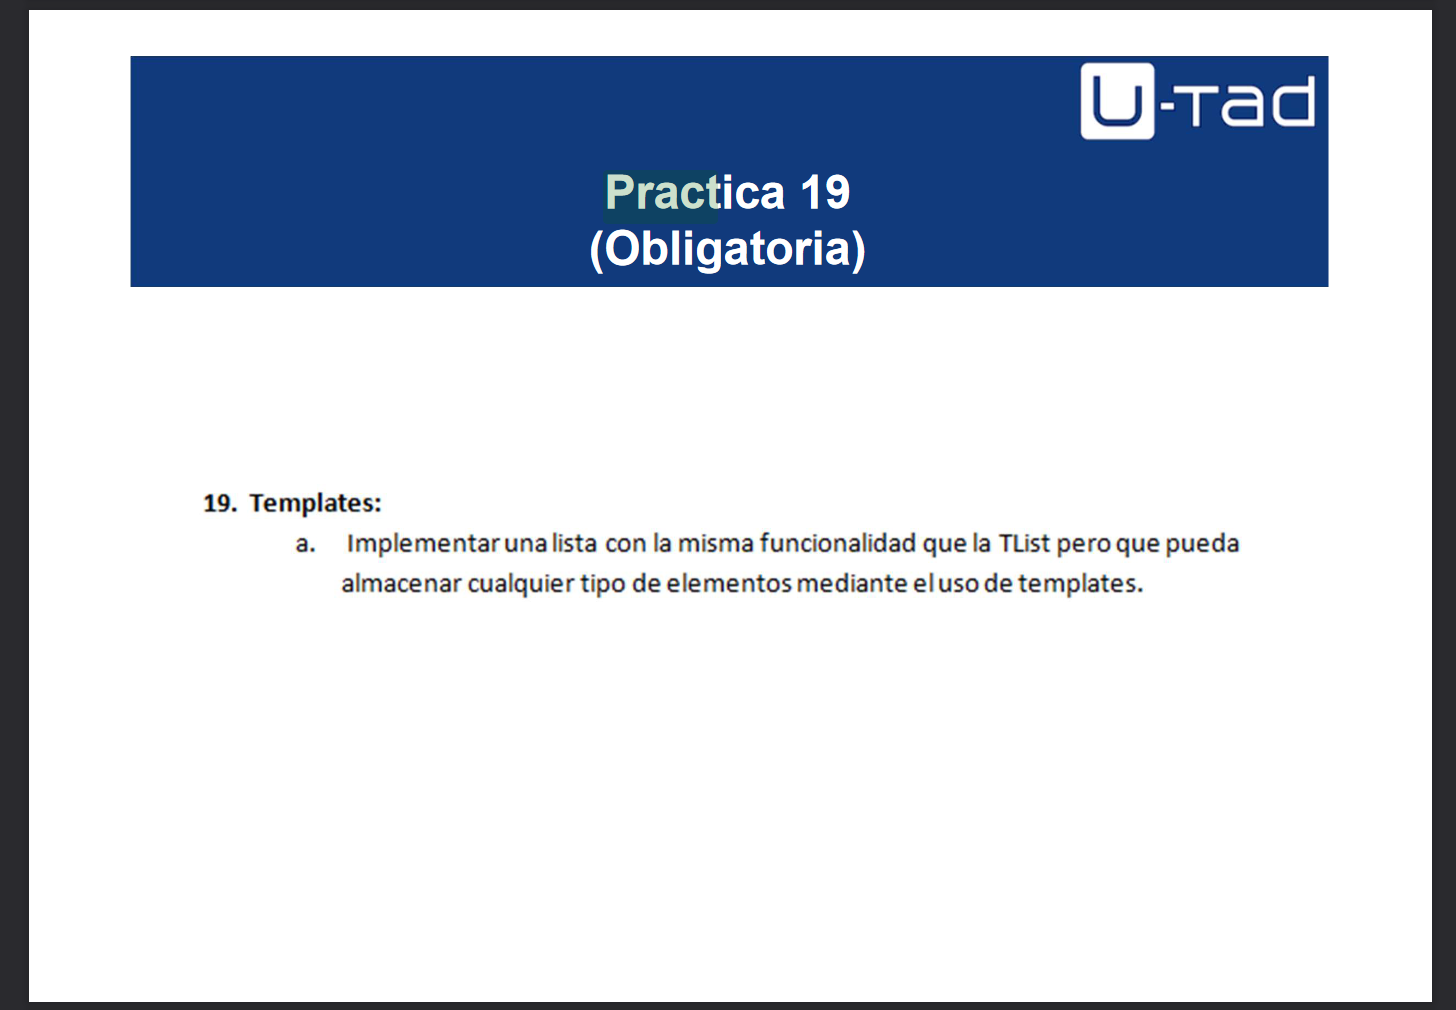 U-Tad
Practica 19
(Obligatoria)
19. Templates:
a. Implementar una lista con la misma funcionalidad que la TList pero que pueda
almacenar cualquier tipo de elementos mediante el uso de templates.